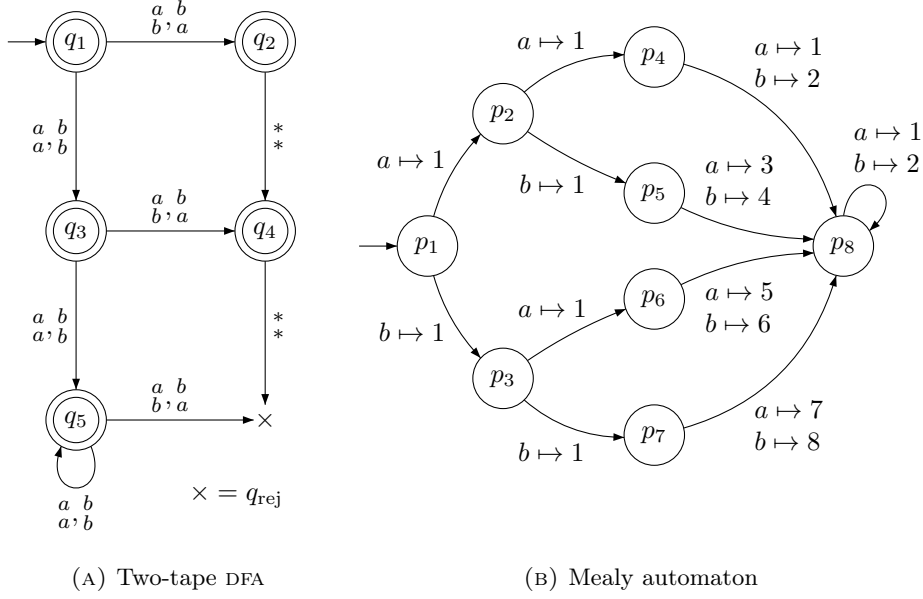 q₁
a b
b, a
q₂
a b
a, b
*
*
q₃
a b
b, a
q₄
a b
a, b
*
*
q₅
a b
b, a
×
a b
a, b
× = q_rej
(A) Two-tape DFA
p₁
a ↦ 1
b ↦ 1
p₂
a ↦ 1
b ↦ 1
p₃
a ↦ 1
b ↦ 1
p₄
a ↦ 1
b ↦ 2
p₅
a ↦ 3
b ↦ 4
p₆
a ↦ 5
b ↦ 6
p₇
a ↦ 7
b ↦ 8
p₈
a ↦ 1
b ↦ 2
(B) Mealy automaton